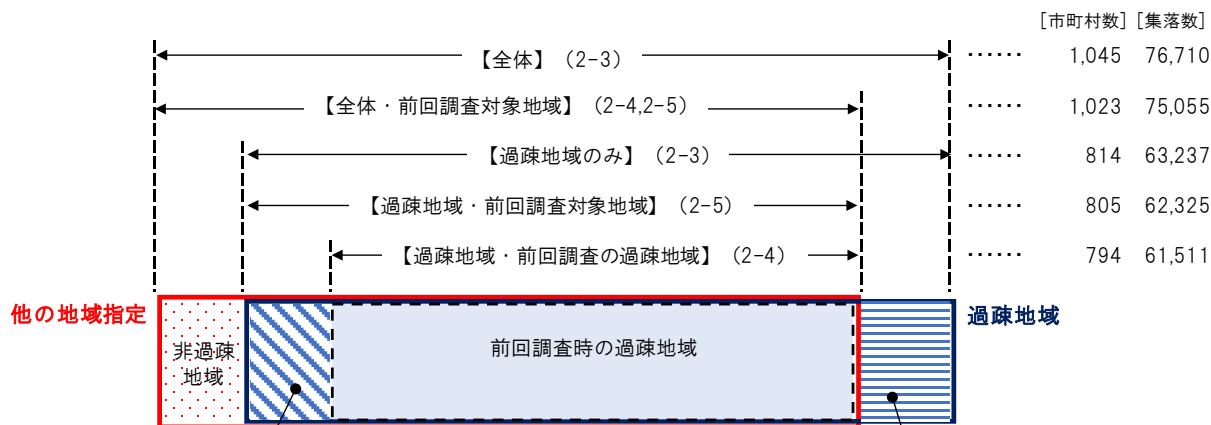 [市町村数] [集落数]
【全体】（2-3） ‥‥‥ 1,045 76,710
【全体・前回調査対象地域】（2-4,2-5） ‥‥‥ 1,023 75,055
【過疎地域のみ】（2-3） ‥‥‥ 814 63,237
【過疎地域・前回調査対象地域】（2-5） ‥‥‥ 805 62,325
【過疎地域・前回調査の過疎地域】（2-4） ‥‥‥ 794 61,511
他の地域指定
過疎地域
非過疎
地域
前回調査時の過疎地域